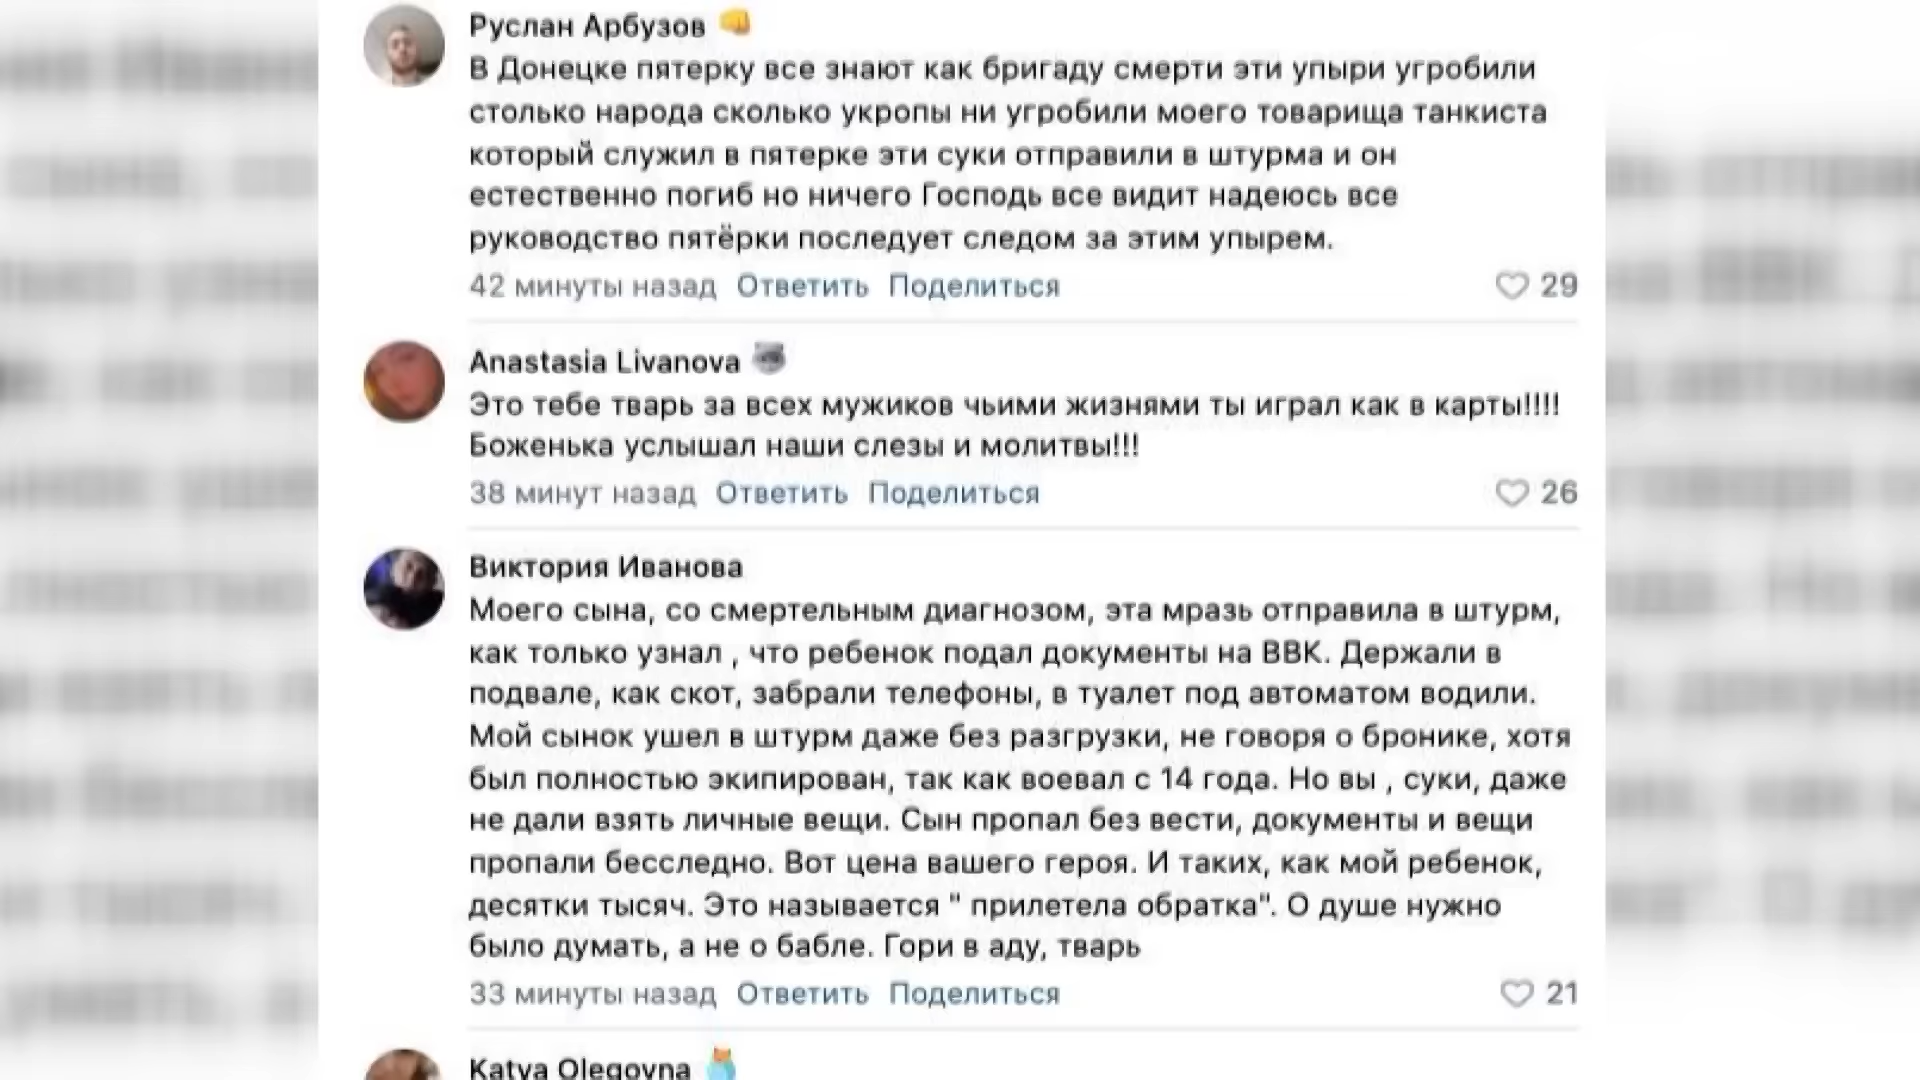 Руслан Арбузов
В Донецке пятерку все знают как бригаду смерти эти упыри угробили
столько народа сколько укропы ни угробили моего товарища танкиста
который служил в пятерке эти суки отправили в штурма и он
естественно погиб но ничего Господь все видит надеюсь все
руководство пятёрки последует следом за этим упырем.
42 минуты назад Ответить Поделиться 29
Anastasia Livanova
Это тебе тварь за всех мужиков чьими жизнями ты играл как в карты!!!!
Боженька услышал наши слезы и молитвы!!!
38 минут назад Ответить Поделиться 26
Виктория Иванова
Моего сына, со смертельным диагнозом, эта мразь отправила в штурм,
как только узнал , что ребенок подал документы на ВВК. Держали в
подвале, как скот, забрали телефоны, в туалет под автоматом водили.
Мой сынок ушел в штурм даже без разгрузки, не говоря о бронике, хотя
был полностью экипирован, так как воевал с 14 года. Но вы , суки, даже
не дали взять личные вещи. Сын пропал без вести, документы и вещи
пропали бесследно. Вот цена вашего героя. И таких, как мой ребенок,
десятки тысяч. Это называется " прилетела обратка". О душе нужно
было думать, а не о бабле. Гори в аду, тварь
33 минуты назад Ответить Поделиться 21
Katya Olegovna